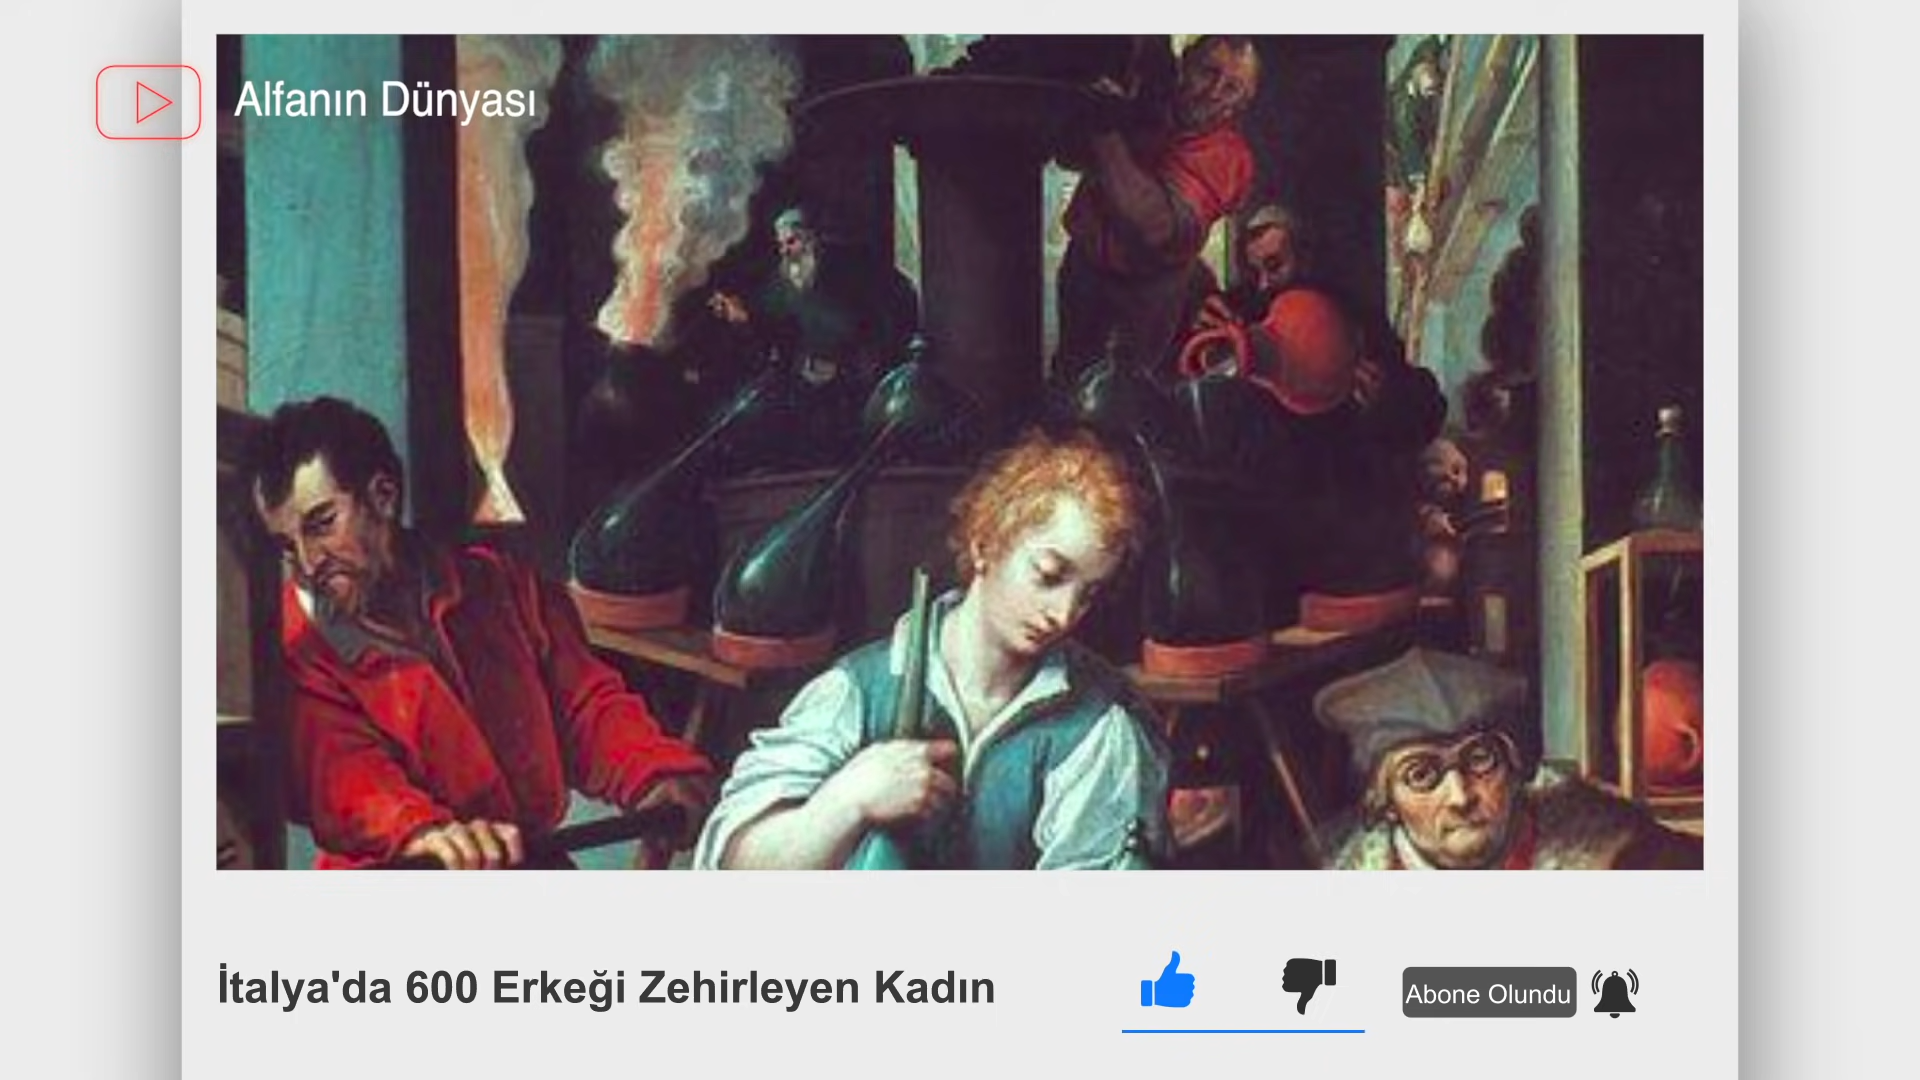 Alfanın Dünyası
İtalya'da 600 Erkeği Zehirleyen Kadın
Abone Olundu